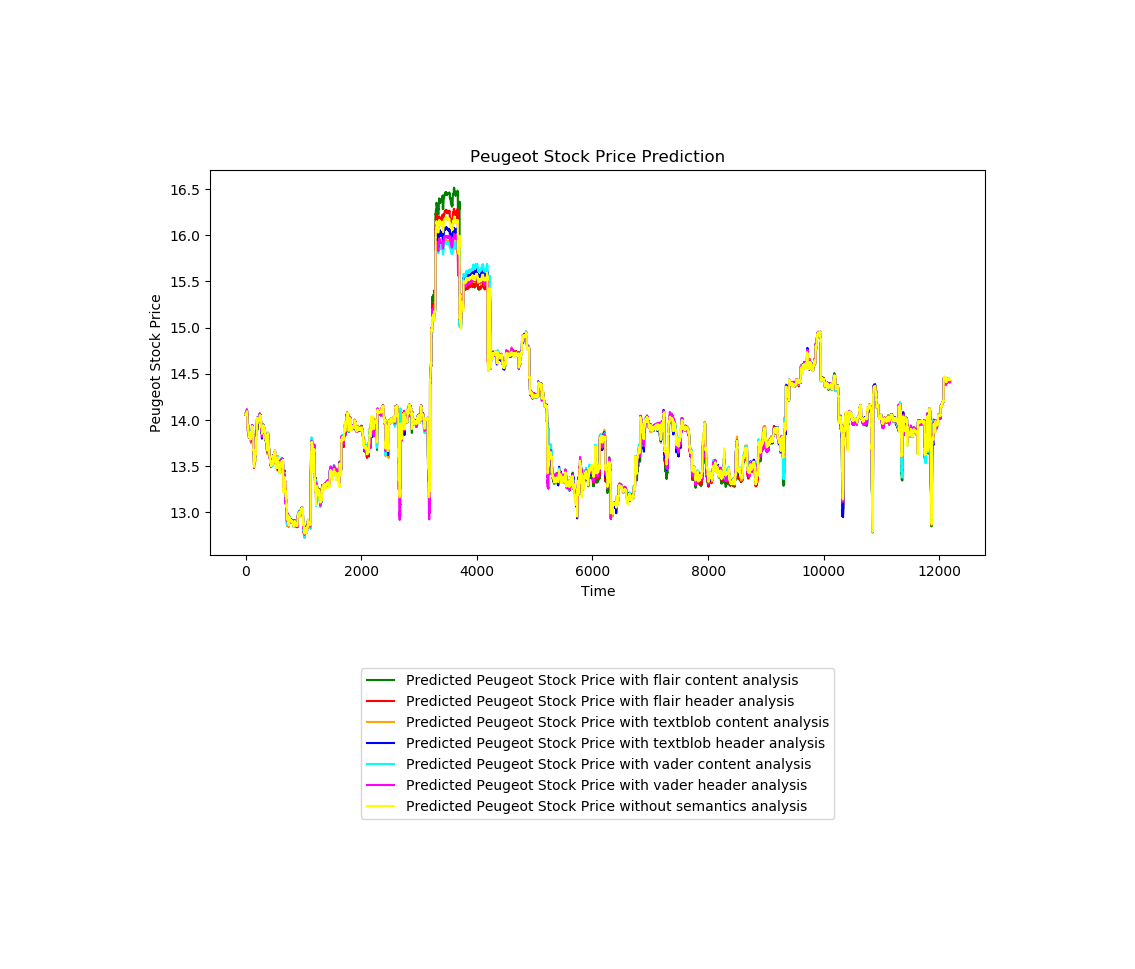 Peugeot Stock Price Prediction
16.5
16.0
15.5
15.0
14.5
14.0
13.5
13.0
Peugeot Stock Price
0 2000 4000 6000 8000 10000 12000
Time
Predicted Peugeot Stock Price with flair content analysis
Predicted Peugeot Stock Price with flair header analysis
Predicted Peugeot Stock Price with textblob content analysis
Predicted Peugeot Stock Price with textblob header analysis
Predicted Peugeot Stock Price with vader content analysis
Predicted Peugeot Stock Price with vader header analysis
Predicted Peugeot Stock Price without semantics analysis